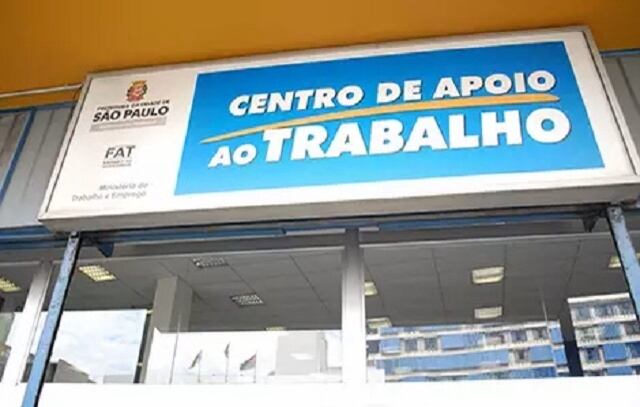 PREFEITURA DA CIDADE DE
SÃO PAULO
FAT
Ministério do
Trabalho e Emprego
CENTRO DE APOIO
AO TRABALHO